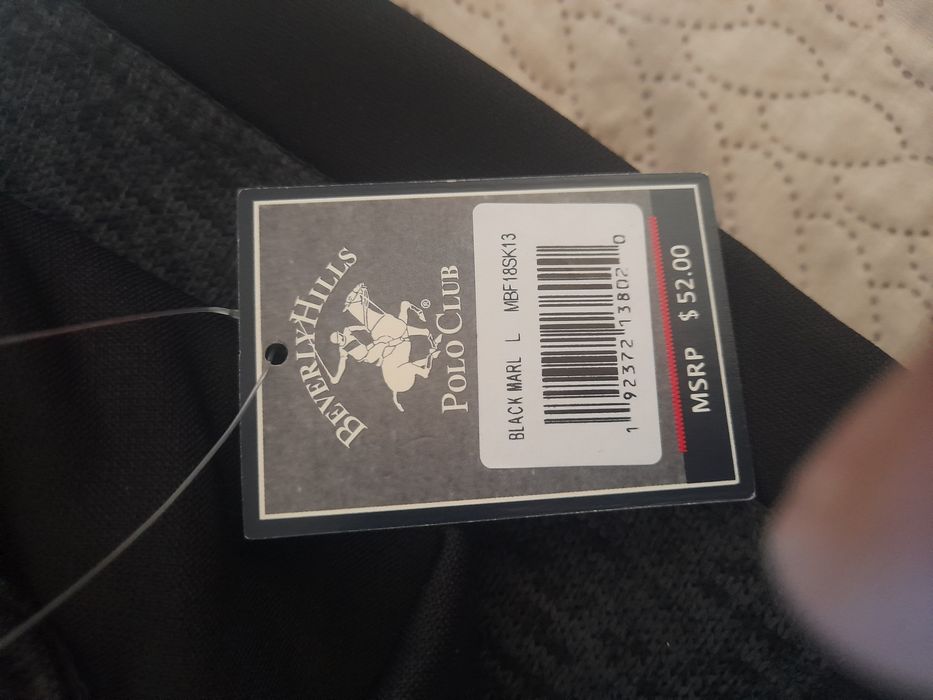 BEVERLY HILLS
®
POLO CLUB
BLACK MARL L MBF18SK13
1 92372 13802 0
MSRP $ 52.00